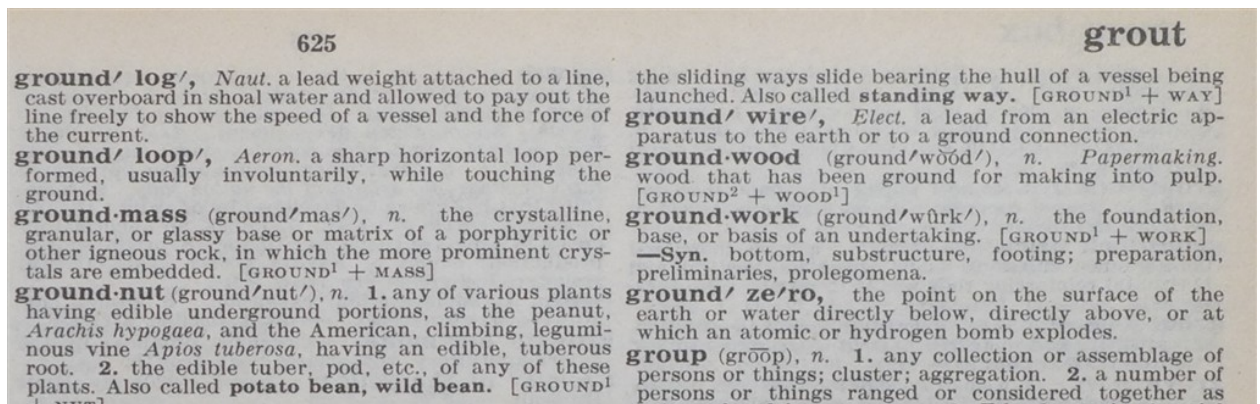 625
grout
ground′ log′, Naut. a lead weight attached to a line,
cast overboard in shoal water and allowed to pay out the
line freely to show the speed of a vessel and the force of
the current.
ground′ loop′, Aeron. a sharp horizontal loop per-
formed, usually involuntarily, while touching the
ground.
ground·mass (ground′mas′), n. the crystalline,
granular, or glassy base or matrix of a porphyritic or
other igneous rock, in which the more prominent crys-
tals are embedded. [GROUND¹ + MASS]
ground·nut (ground′nut′), n. 1. any of various plants
having edible underground portions, as the peanut,
Arachis hypogaea, and the American, climbing, legumi-
nous vine Apios tuberosa, having an edible, tuberous
root. 2. the edible tuber, pod, etc., of any of these
plants. Also called potato bean, wild bean. [GROUND¹
the sliding ways slide bearing the hull of a vessel being
launched. Also called standing way. [GROUND¹ + WAY]
ground′ wire′, Elect. a lead from an electric ap-
paratus to the earth or to a ground connection.
ground·wood (ground′wo͝od′), n. Papermaking.
wood that has been ground for making into pulp.
[GROUND² + WOOD¹]
ground·work (ground′wûrk′), n. the foundation,
base, or basis of an undertaking. [GROUND¹ + WORK]
—Syn. bottom, substructure, footing; preparation,
preliminaries, prolegomena.
ground′ ze′ro, the point on the surface of the
earth or water directly below, directly above, or at
which an atomic or hydrogen bomb explodes.
group (gro͞op), n. 1. any collection or assemblage of
persons or things; cluster; aggregation. 2. a number of
persons or things ranged or considered together as